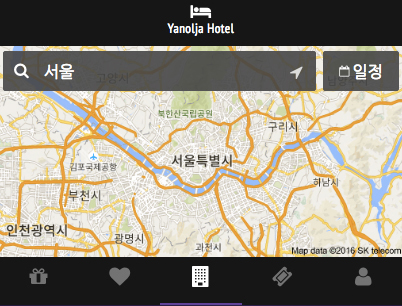 Yanolja Hotel
서울
일정
고양시
북한산국립공원
구리시
김포국제공항
서울특별시
부천시
하남시
인천광역시
광명시
과천시
Map data ©2016 SK telecom